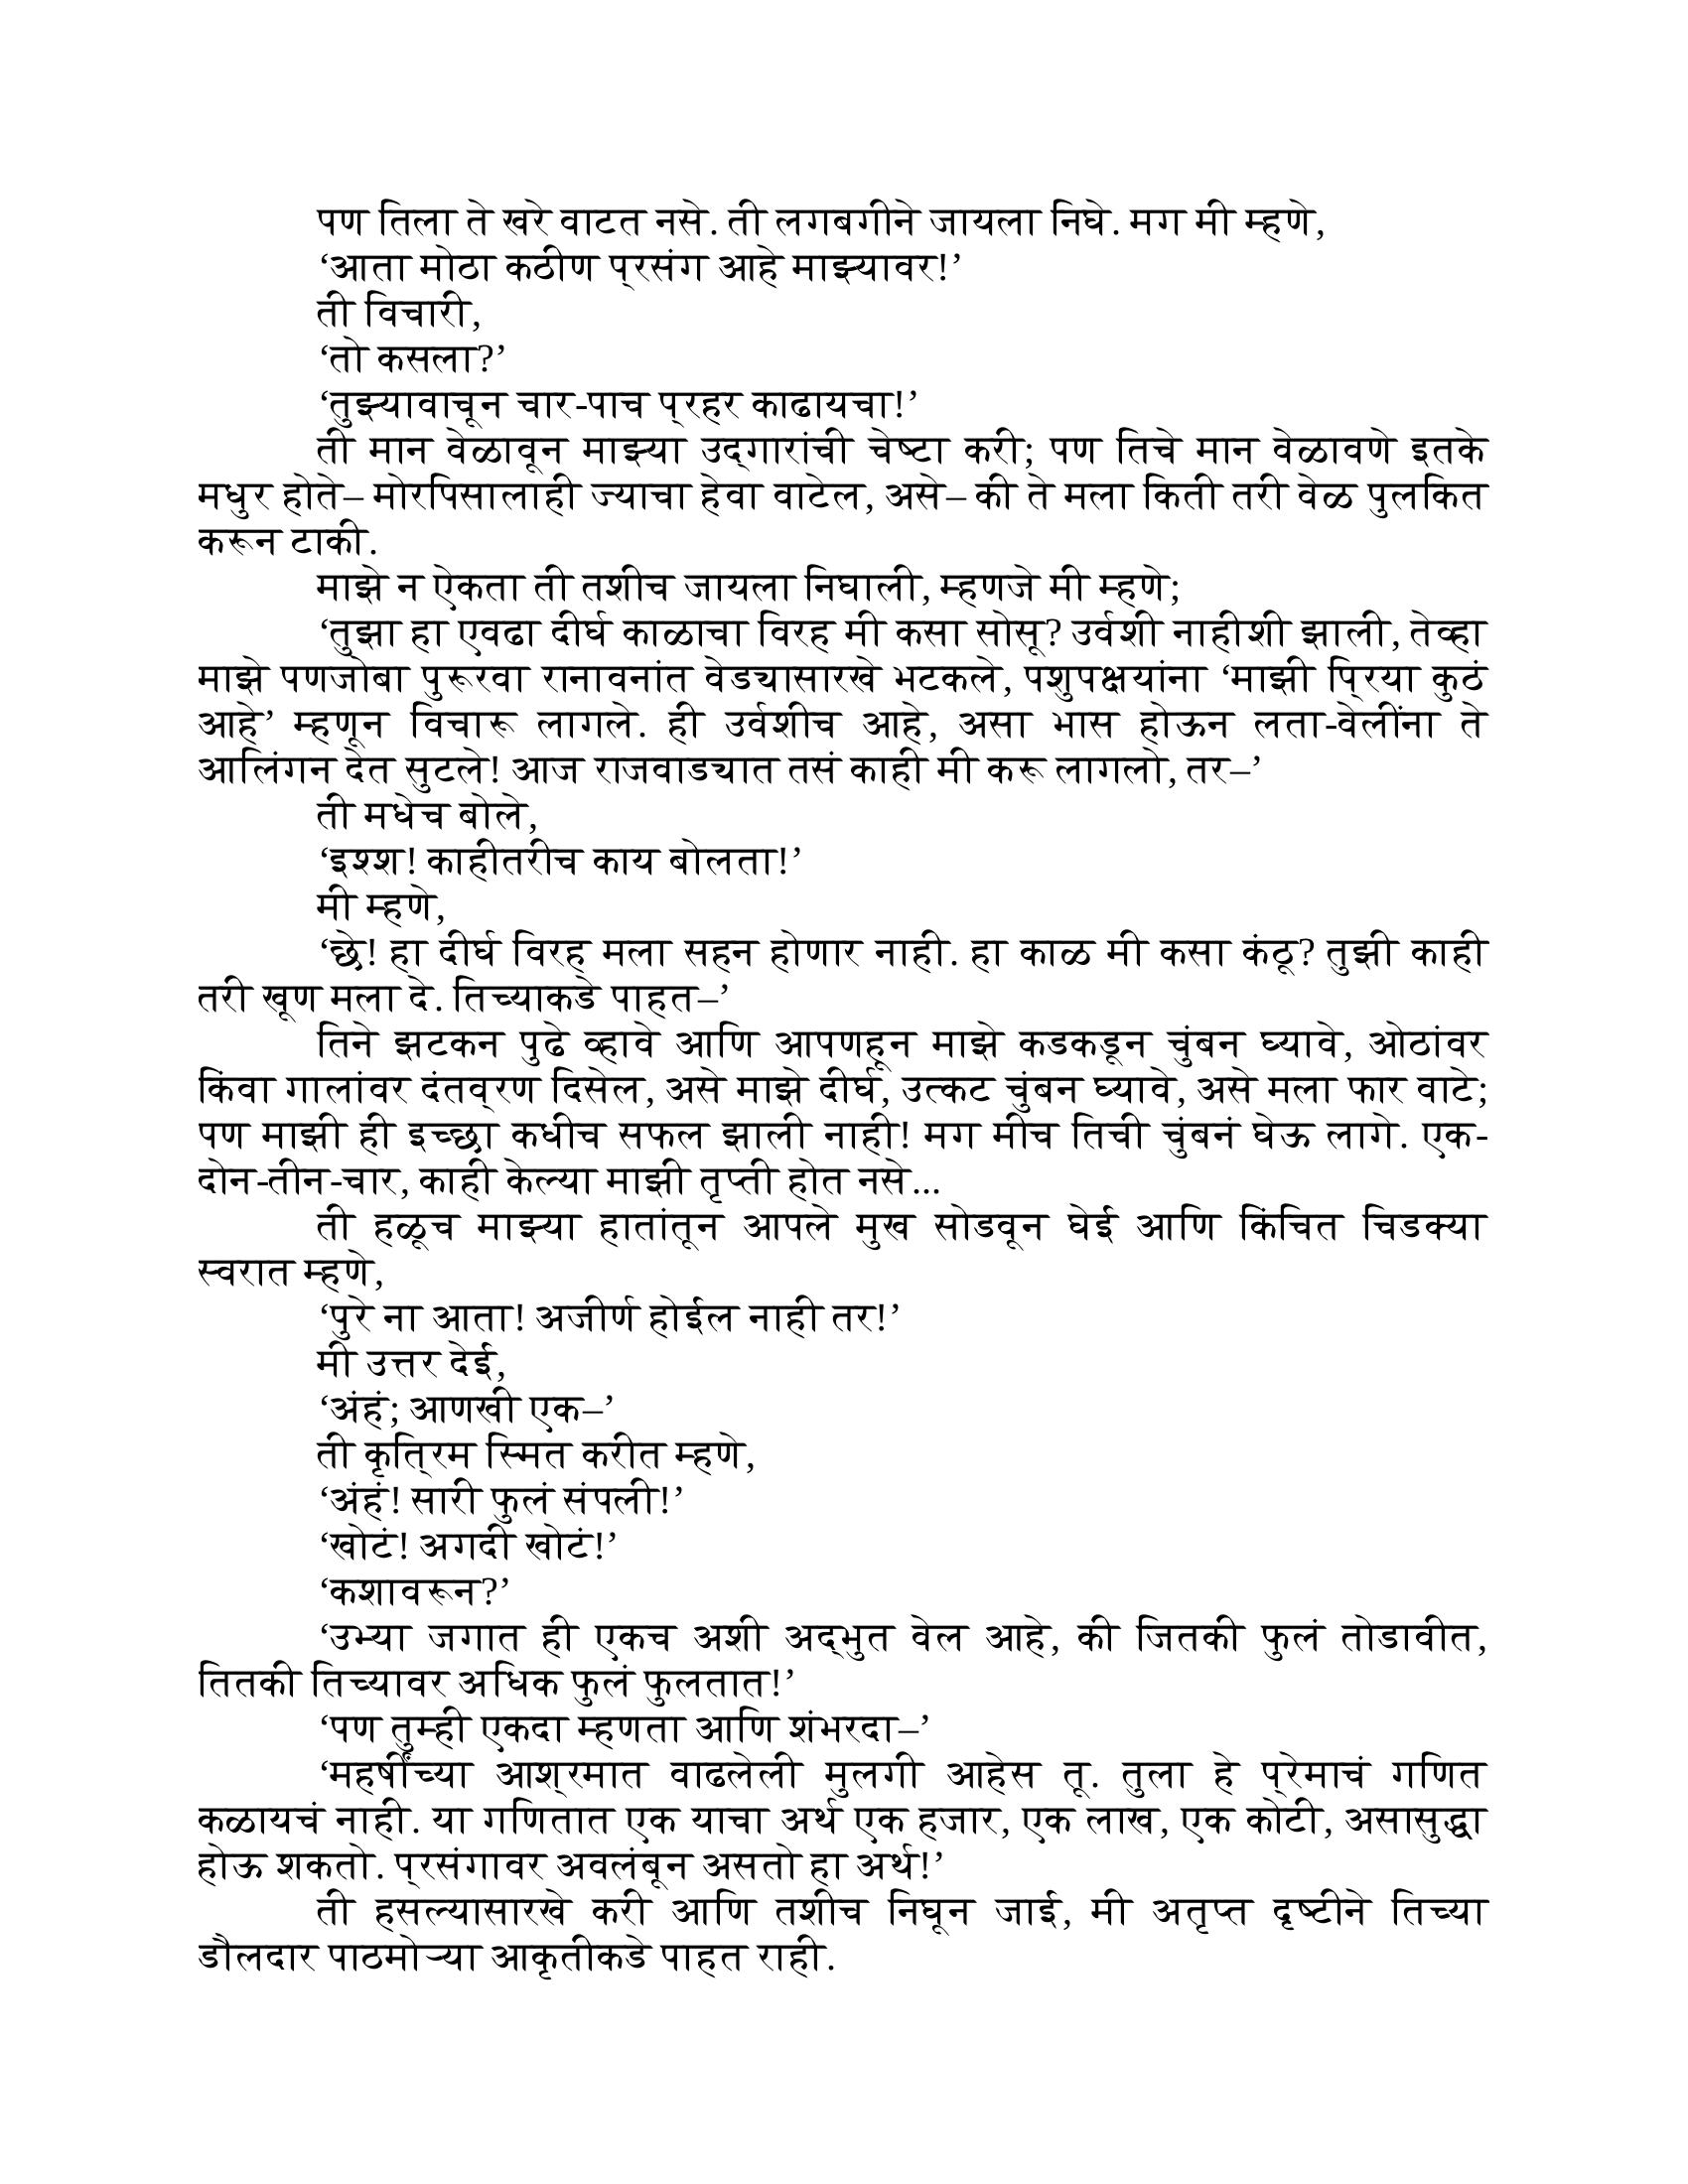 पण तिला ते खरे वाटत नसे. ती लगबगीने जायला निघे. मग मी म्हणे,
‘आता मोठा कठीण प्रसंग आहे माझ्यावर!’
ती विचारी,
‘तो कसला?’
‘तुझ्यावाचून चार-पाच प्रहर काढायचा!’
ती मान वेळावून माझ्या उद्‌गारांची चेष्टा करी; पण तिचे मान वेळावणे इतके
मधुर होते– मोरपिसालाही ज्याचा हेवा वाटेल, असे– की ते मला किती तरी वेळ पुलकित
करून टाकी.
माझे न ऐकता ती तशीच जायला निघाली, म्हणजे मी म्हणे;
‘तुझा हा एवढा दीर्घ काळाचा विरह मी कसा सोसू? उर्वशी नाहीशी झाली, तेव्हा
माझे पणजोबा पुरूरवा रानावनांत वेड्यासारखे भटकले, पशुपक्षयांना ‘माझी प्रिया कुठं
आहे’ म्हणून विचारू लागले. ही उर्वशीच आहे, असा भास होऊन लता-वेलींना ते
आलिंगन देत सुटले! आज राजवाड्यात तसं काही मी करू लागलो, तर–’
ती मधेच बोले,
‘इश्श! काहीतरीच काय बोलता!’
मी म्हणे,
‘छे! हा दीर्घ विरह मला सहन होणार नाही. हा काळ मी कसा कंठू? तुझी काही
तरी खूण मला दे. तिच्याकडे पाहत–’
तिने झटकन पुढे व्हावे आणि आपणहून माझे कडकडून चुंबन घ्यावे, ओठांवर
किंवा गालांवर दंतव्रण दिसेल, असे माझे दीर्घ, उत्कट चुंबन घ्यावे, असे मला फार वाटे;
पण माझी ही इच्छा कधीच सफल झाली नाही! मग मीच तिची चुंबनं घेऊ लागे. एक-
दोन-तीन-चार, काही केल्या माझी तृप्ती होत नसे...
ती हळूच माझ्या हातांतून आपले मुख सोडवून घेई आणि किंचित चिडक्या
स्वरात म्हणे,
‘पुरे ना आता! अजीर्ण होईल नाही तर!’
मी उत्तर देई,
‘अंहं; आणखी एक–’
ती कृत्रिम स्मित करीत म्हणे,
‘अंहं! सारी फुलं संपली!’
‘खोटं! अगदी खोटं!’
‘कशावरून?’
‘उभ्या जगात ही एकच अशी अद्‌भुत वेल आहे, की जितकी फुलं तोडावीत,
तितकी तिच्यावर अधिक फुलं फुलतात!’
‘पण तुम्ही एकदा म्हणता आणि शंभरदा–’
‘महर्षींच्या आश्रमात वाढलेली मुलगी आहेस तू. तुला हे प्रेमाचं गणित
कळायचं नाही. या गणितात एक याचा अर्थ एक हजार, एक लाख, एक कोटी, असासुद्धा
होऊ शकतो. प्रसंगावर अवलंबून असतो हा अर्थ!’
ती हसल्यासारखे करी आणि तशीच निघून जाई, मी अतृप्त दृष्टीने तिच्या
डौलदार पाठमोऱ्या आकृतीकडे पाहत राही.